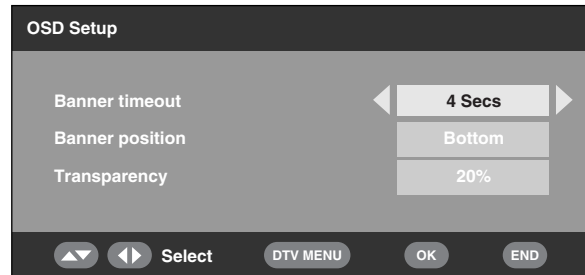 OSD Setup
Banner timeout 4 Secs
Banner position Bottom
Transparency 20%
Select DTV MENU OK END